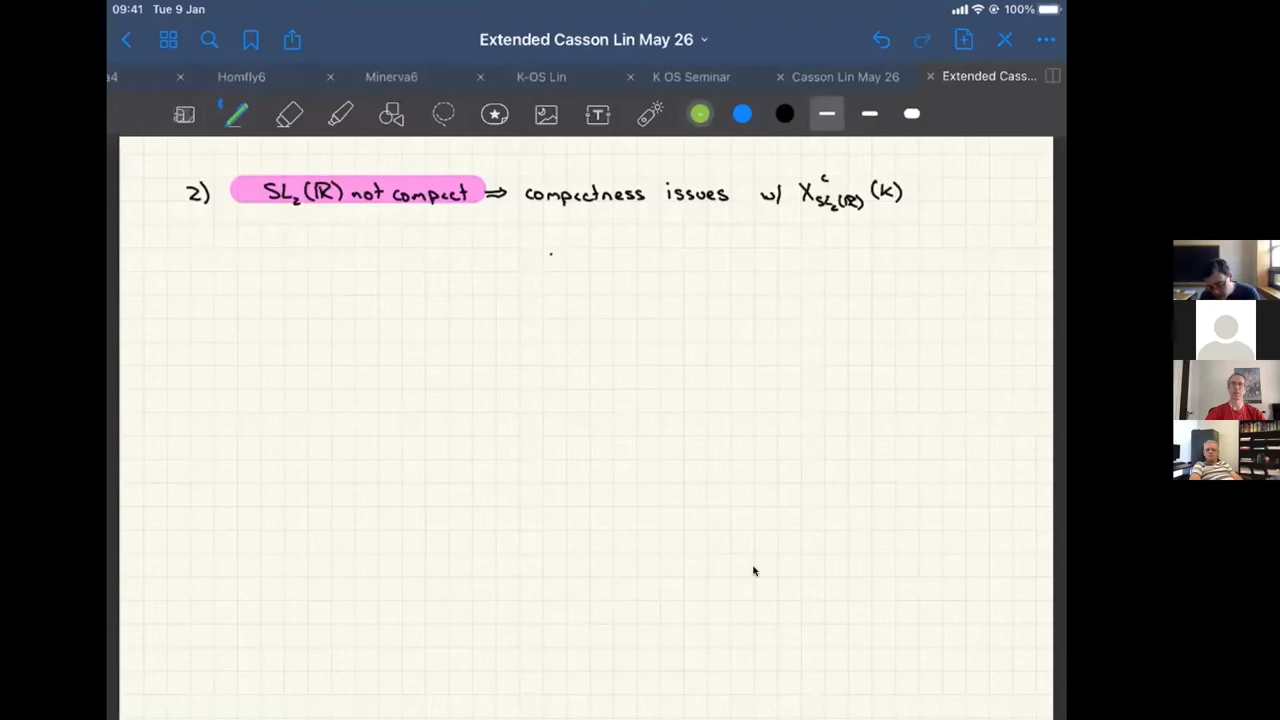 09:41 Tue 9 Jan
100%
Extended Casson Lin May 26
a4
Homfly6
Minerva6
K-OS Lin
K OS Seminar
Casson Lin May 26
Extended Cass...
2) SL₂(ℝ) not compact ⇒ compactness issues w/ X^c_{SL₂(ℝ)}(K)